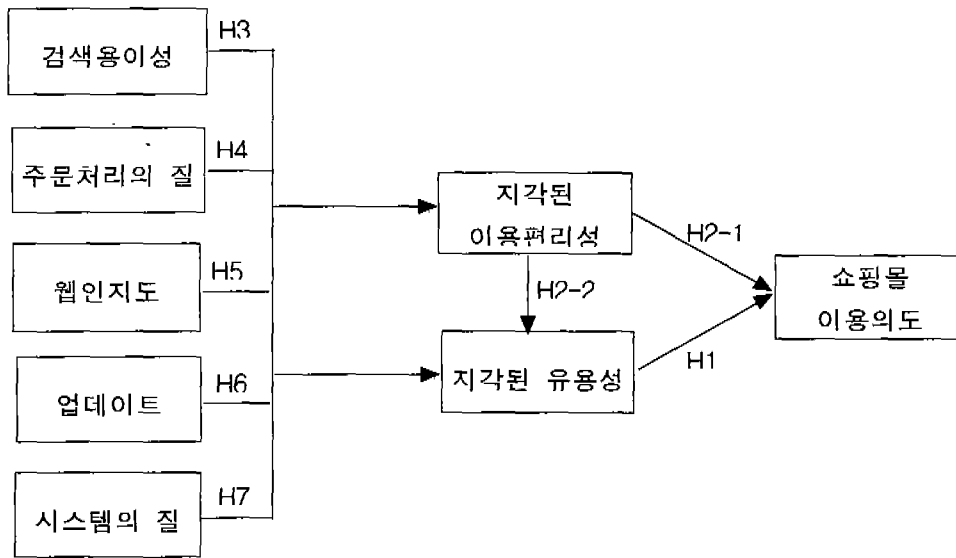 검색용이성
H3
주문처리의 질
H4
웹인지도
H5
업데이트
H6
시스템의 질
H7
지각된
이용편리성
H2-1
H2-2
지각된 유용성
H1
쇼핑몰
이용의도